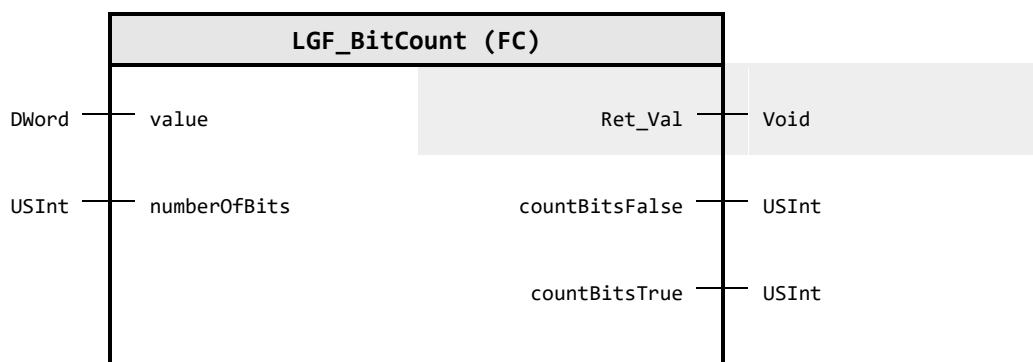 LGF_BitCount (FC)
DWord value Ret_Val Void
USInt numberOfBits countBitsFalse USInt
countBitsTrue USInt